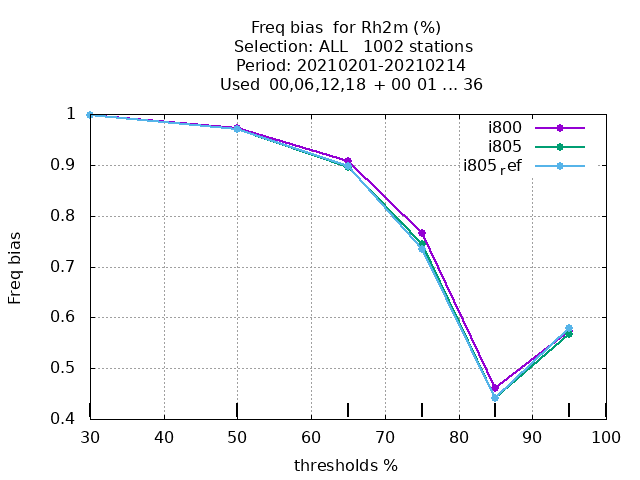 Freq bias for Rh2m (%)
Selection: ALL 1002 stations
Period: 20210201-20210214
Used 00,06,12,18 + 00 01 ... 36
i800
i805
i805ref
1
0.9
0.8
0.7
0.6
0.5
0.4
Freq bias
30 40 50 60 70 80 90 100
thresholds %